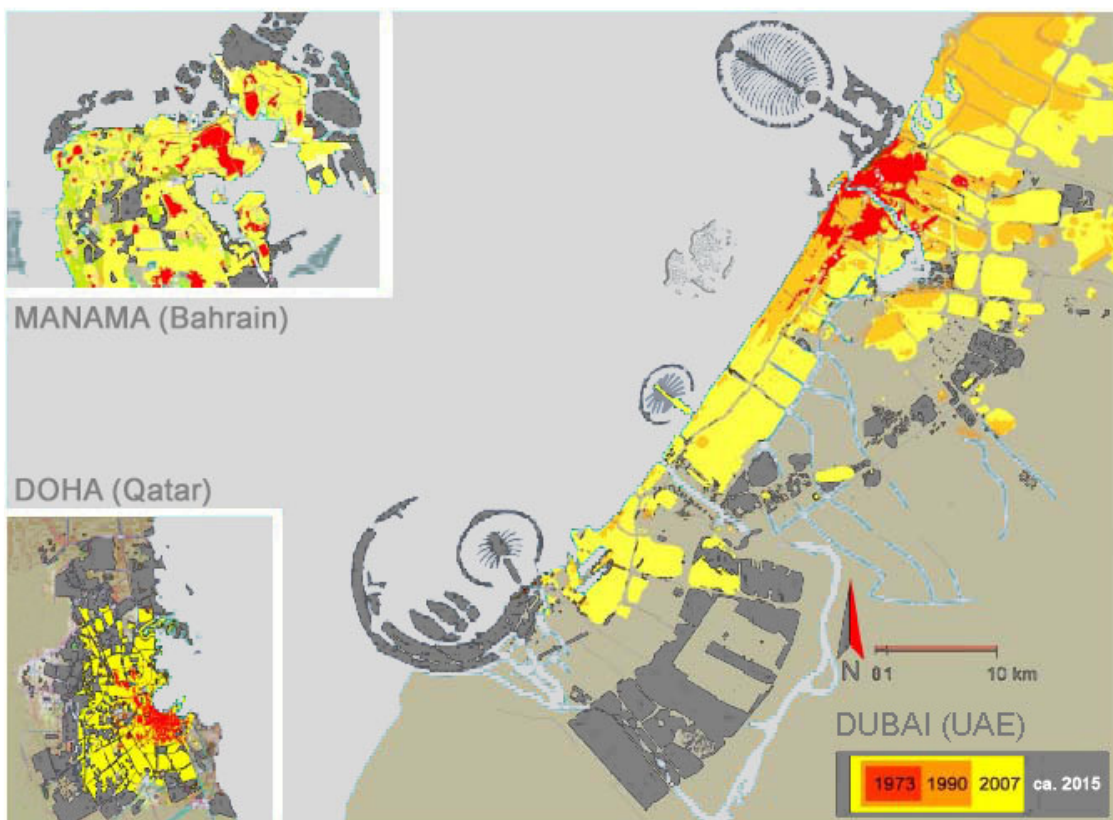 MANAMA (Bahrain)
DOHA (Qatar)
N 0 1 10 km
DUBAI (UAE)
1973 1990 2007 ca. 2015